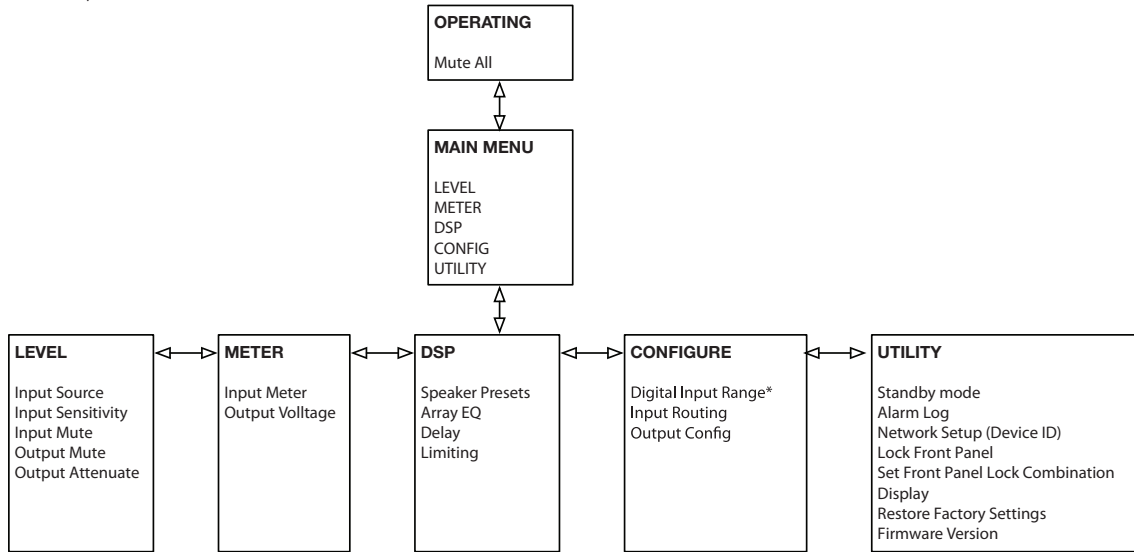 OPERATING
Mute All
MAIN MENU
LEVEL
METER
DSP
CONFIG
UTILITY
LEVEL
Input Source
Input Sensitivity
Input Mute
Output Mute
Output Attenuate
METER
Input Meter
Output Volltage
DSP
Speaker Presets
Array EQ
Delay
Limiting
CONFIGURE
Digital Input Range*
Input Routing
Output Config
UTILITY
Standby mode
Alarm Log
Network Setup (Device ID)
Lock Front Panel
Set Front Panel Lock Combination
Display
Restore Factory Settings
Firmware Version